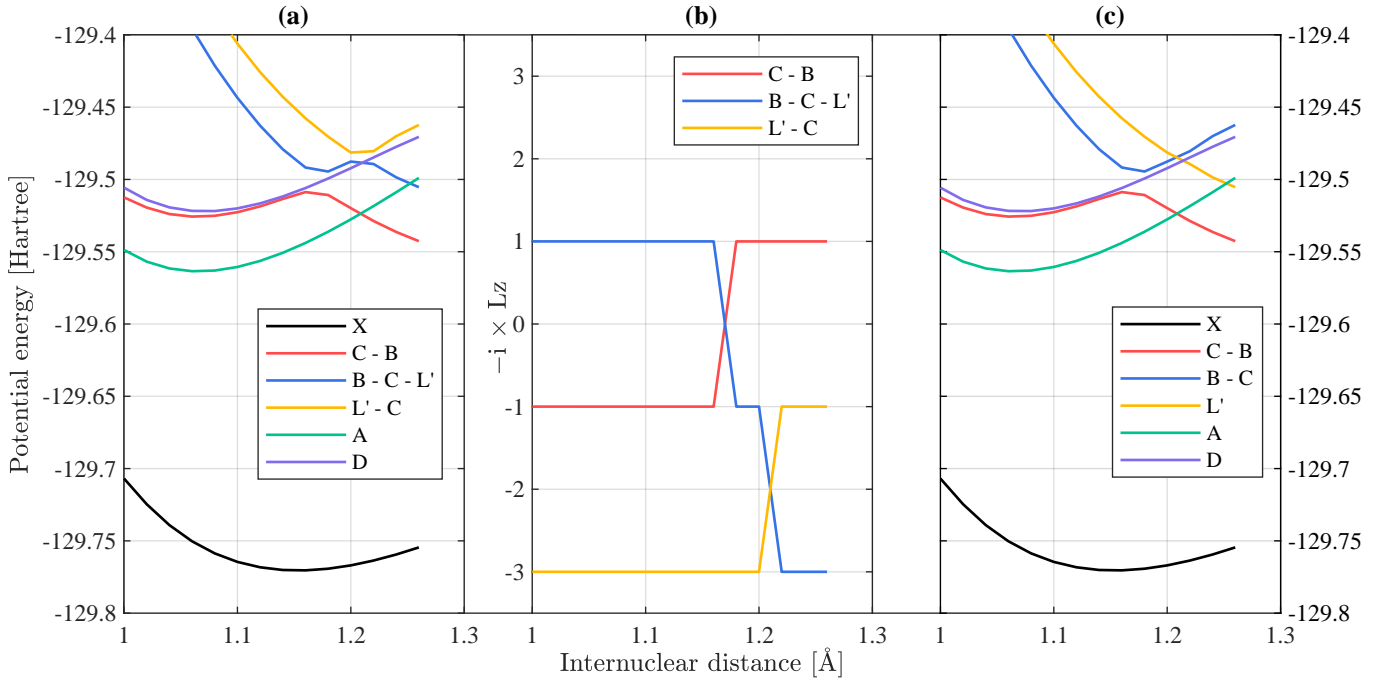 (a)
(b)
(c)
Potential energy [Hartree]
-129.4
-129.45
-129.5
-129.55
-129.6
-129.65
-129.7
-129.75
-129.8
1
1.1
1.2
1.3
X
C - B
B - C - L'
L' - C
A
D
−i × Lz
3
2
1
0
-1
-2
-3
1
1.1
1.2
C - B
B - C - L'
L' - C
Internuclear distance [Å]
1
1.1
1.2
1.3
X
C - B
B - C
L'
A
D
-129.4
-129.45
-129.5
-129.55
-129.6
-129.65
-129.7
-129.75
-129.8